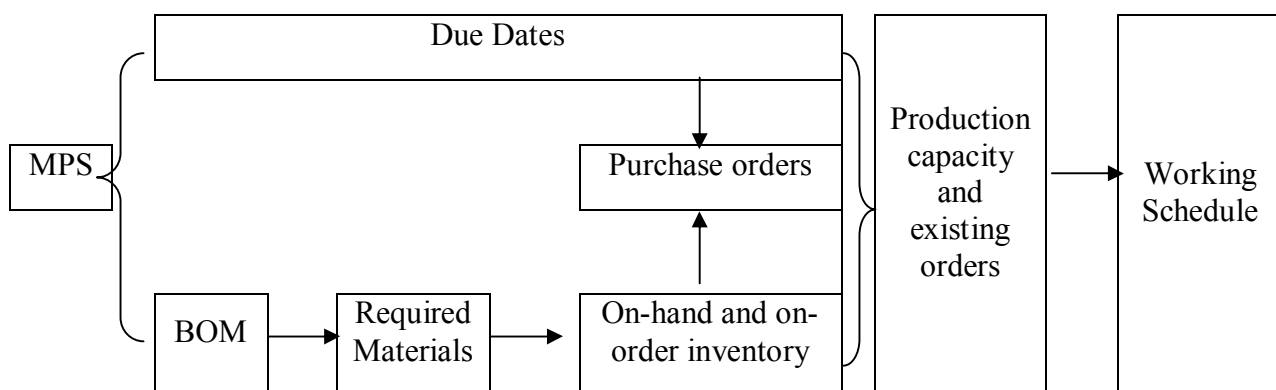 Due Dates
MPS
Purchase orders
Production
capacity
and
existing
orders
Working
Schedule
BOM
Required
Materials
On-hand and on-
order inventory